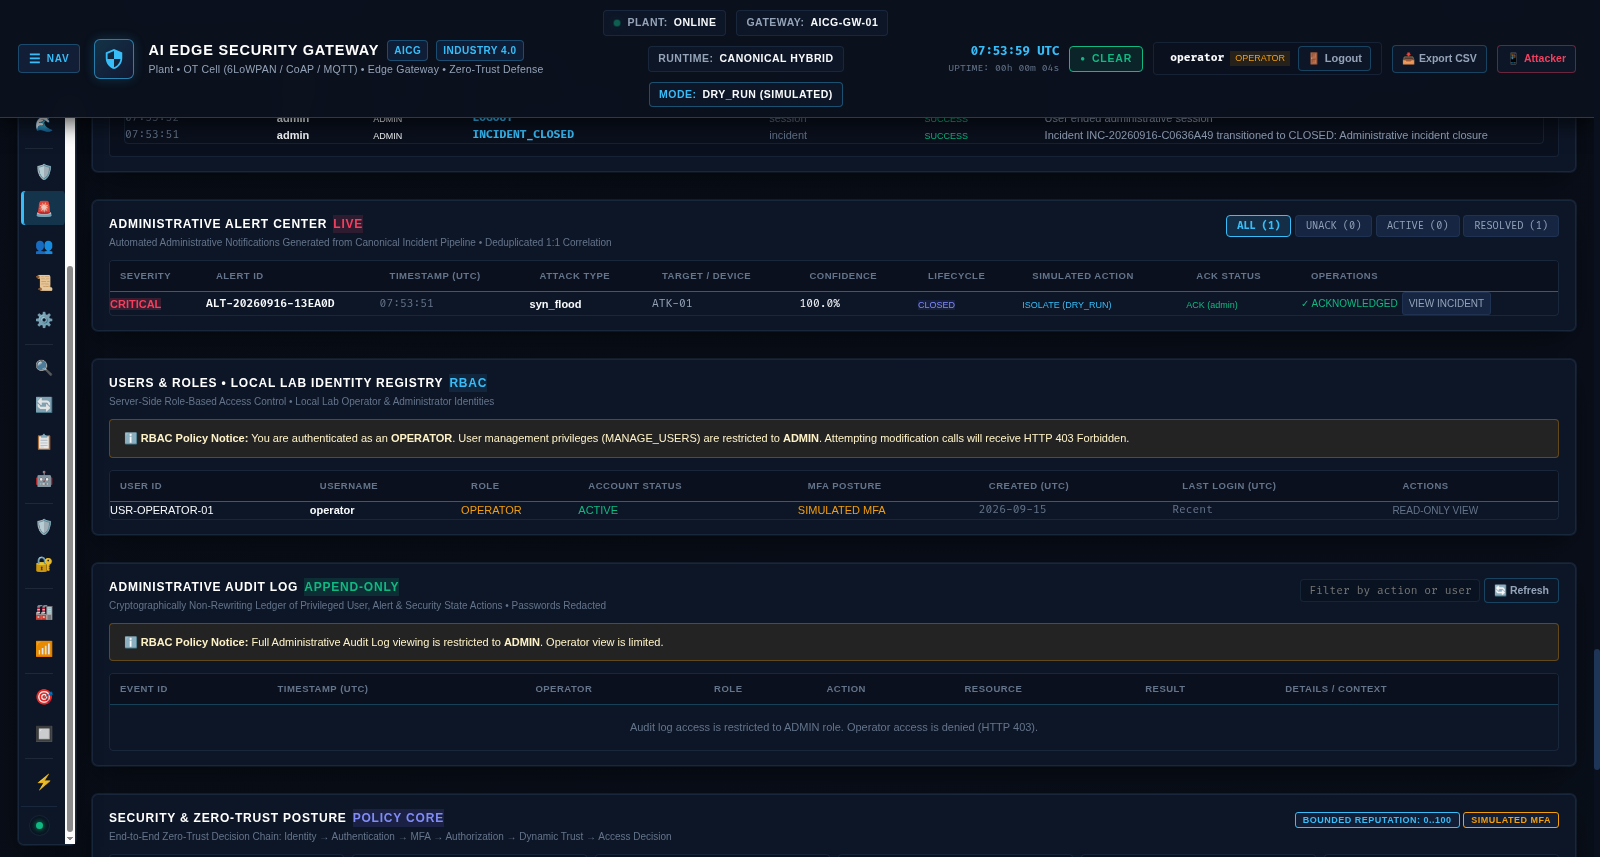 ☰ NAV
AI EDGE SECURITY GATEWAY AICG INDUSTRY 4.0
Plant • OT Cell (6LoWPAN / CoAP / MQTT) • Edge Gateway • Zero-Trust Defense
PLANT: ONLINE GATEWAY: AICG-GW-01
RUNTIME: CANONICAL HYBRID
MODE: DRY_RUN (SIMULATED)
07:53:59 UTC
UPTIME: 00h 00m 04s
• CLEAR
operator OPERATOR Logout
Export CSV
Attacker
admin ADMIN LOGOUT session SUCCESS User ended administrative session
07:53:51 admin ADMIN INCIDENT_CLOSED incident SUCCESS Incident INC-20260916-C0636A49 transitioned to CLOSED: Administrative incident closure
ADMINISTRATIVE ALERT CENTER LIVE
ALL (1) UNACK (0) ACTIVE (0) RESOLVED (1)
Automated Administrative Notifications Generated from Canonical Incident Pipeline • Deduplicated 1:1 Correlation
SEVERITY ALERT ID TIMESTAMP (UTC) ATTACK TYPE TARGET / DEVICE CONFIDENCE LIFECYCLE SIMULATED ACTION ACK STATUS OPERATIONS
CRITICAL ALT-20260916-13EA0D 07:53:51 syn_flood ATK-01 100.0% CLOSED ISOLATE (DRY_RUN) ACK (admin) ✓ ACKNOWLEDGED VIEW INCIDENT
USERS & ROLES • LOCAL LAB IDENTITY REGISTRY RBAC
Server-Side Role-Based Access Control • Local Lab Operator & Administrator Identities
ℹ️ RBAC Policy Notice: You are authenticated as an OPERATOR. User management privileges (MANAGE_USERS) are restricted to ADMIN. Attempting modification calls will receive HTTP 403 Forbidden.
USER ID USERNAME ROLE ACCOUNT STATUS MFA POSTURE CREATED (UTC) LAST LOGIN (UTC) ACTIONS
USR-OPERATOR-01 operator OPERATOR ACTIVE SIMULATED MFA 2026-09-15 Recent READ-ONLY VIEW
ADMINISTRATIVE AUDIT LOG APPEND-ONLY
Filter by action or user Refresh
Cryptographically Non-Rewriting Ledger of Privileged User, Alert & Security State Actions • Passwords Redacted
ℹ️ RBAC Policy Notice: Full Administrative Audit Log viewing is restricted to ADMIN. Operator view is limited.
EVENT ID TIMESTAMP (UTC) OPERATOR ROLE ACTION RESOURCE RESULT DETAILS / CONTEXT
Audit log access is restricted to ADMIN role. Operator access is denied (HTTP 403).
SECURITY & ZERO-TRUST POSTURE POLICY CORE
BOUNDED REPUTATION: 0..100 SIMULATED MFA
End-to-End Zero-Trust Decision Chain: Identity → Authentication → MFA → Authorization → Dynamic Trust → Access Decision